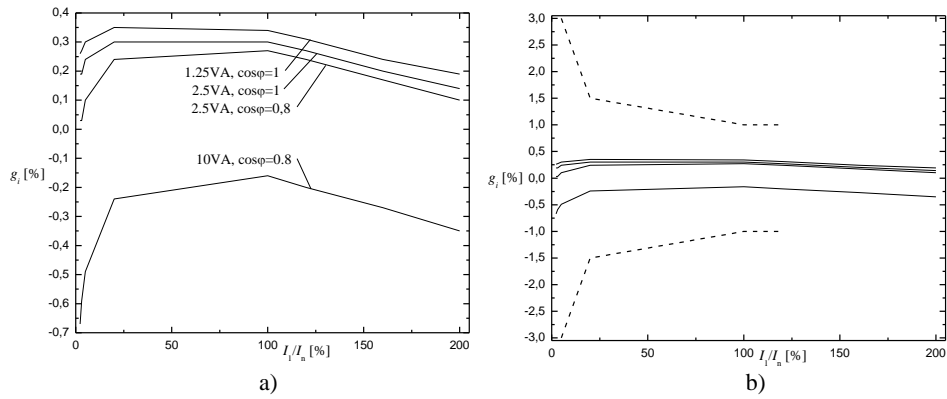 0,4
0,3
0,2
0,1
0,0
-0,1
-0,2
-0,3
-0,4
-0,5
-0,6
-0,7
g_i [%]
1.25VA, cosφ=1
2.5VA, cosφ=1
2.5VA, cosφ=0,8
10VA, cosφ=0.8
0 50 100 150 200
I_1/I_n [%]
a)
3,0
2,5
2,0
1,5
1,0
0,5
0,0
-0,5
-1,0
-1,5
-2,0
-2,5
-3,0
g_i [%]
0 50 100 150 200
I_1/I_n [%]
b)